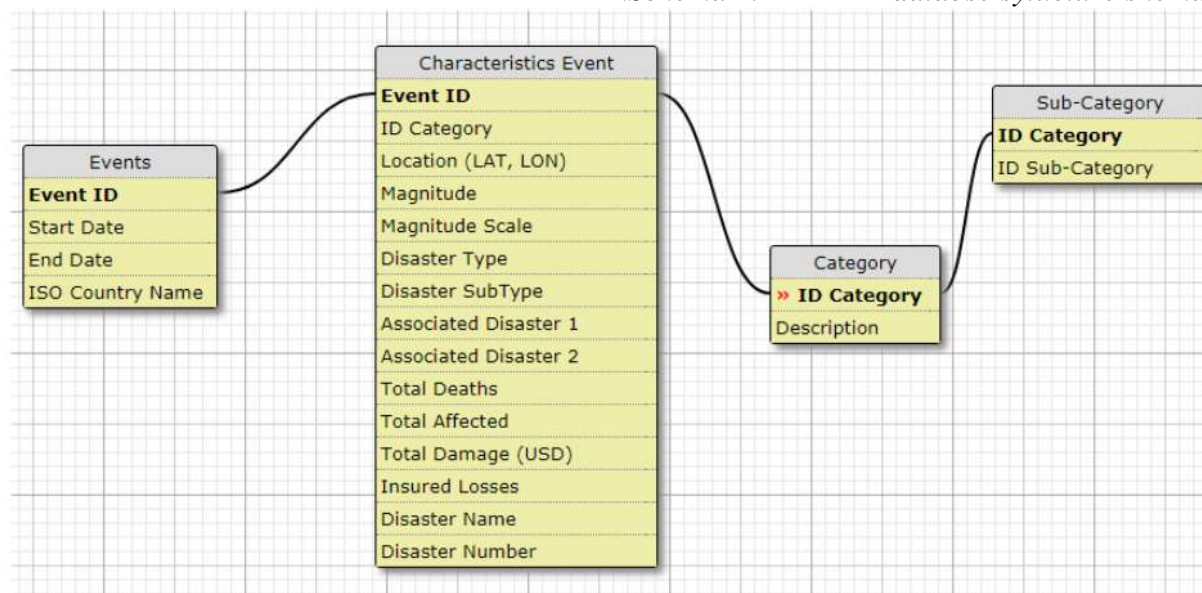 Events
Event ID
Start Date
End Date
ISO Country Name
Characteristics Event
Event ID
ID Category
Location (LAT, LON)
Magnitude
Magnitude Scale
Disaster Type
Disaster SubType
Associated Disaster 1
Associated Disaster 2
Total Deaths
Total Affected
Total Damage (USD)
Insured Losses
Disaster Name
Disaster Number
Category
» ID Category
Description
Sub-Category
ID Category
ID Sub-Category